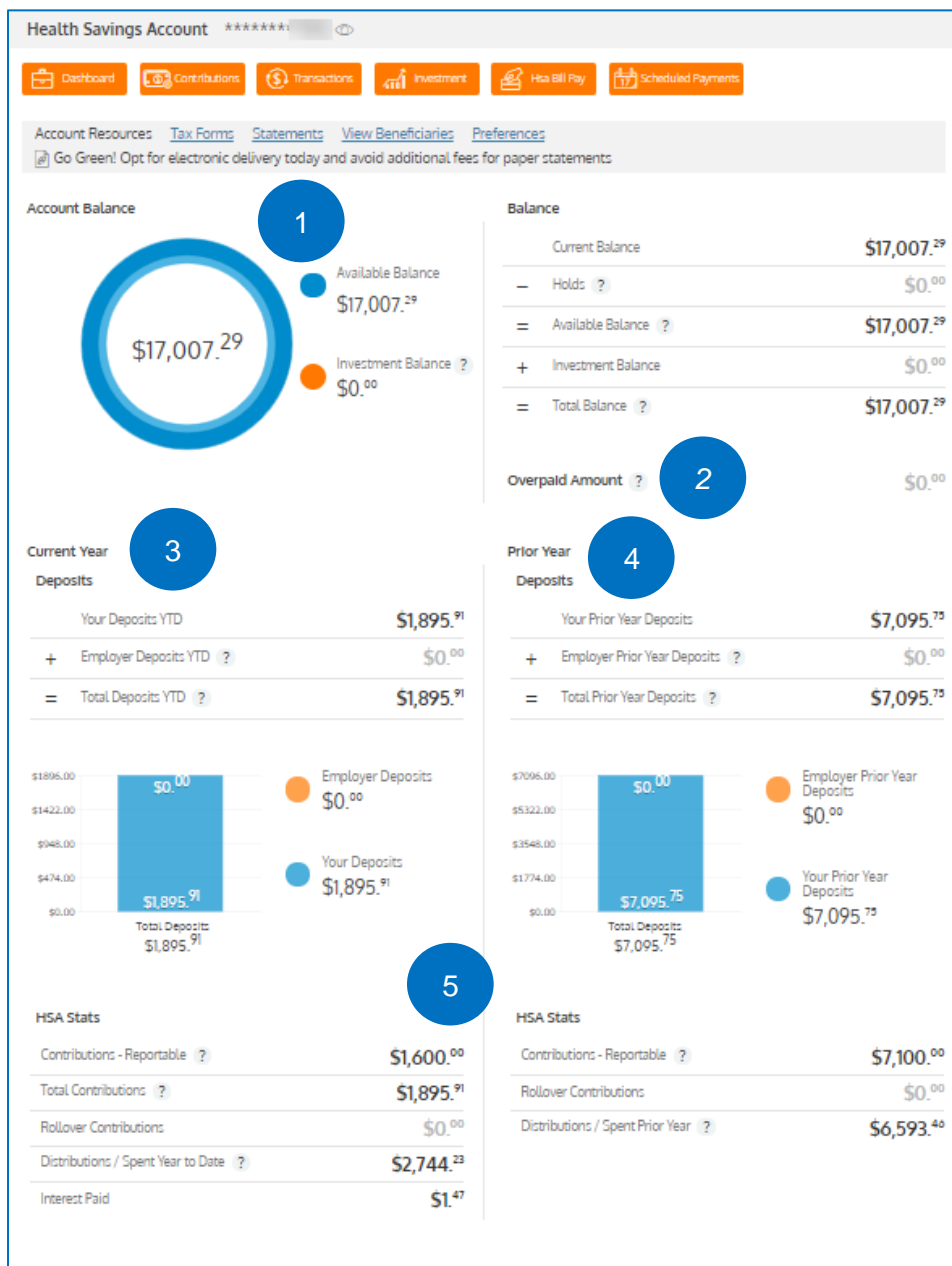 Health Savings Account ********
Dashboard Contributions Transactions Investment Hsa Bill Pay Scheduled Payments
Account Resources Tax Forms Statements View Beneficiaries Preferences
Go Green! Opt for electronic delivery today and avoid additional fees for paper statements
Account Balance
1
$17,007.29
Available Balance
$17,007.29
Investment Balance ?
$0.00
Balance
Current Balance $17,007.29
− Holds ? $0.00
= Available Balance ? $17,007.29
+ Investment Balance $0.00
= Total Balance ? $17,007.29
Overpaid Amount ? 2 $0.00
Current Year 3
Deposits
Your Deposits YTD $1,895.91
+ Employer Deposits YTD ? $0.00
= Total Deposits YTD ? $1,895.91
$1896.00
$1422.00
$948.00
$474.00
$0.00
$0.00
$1,895.91
Total Deposits
$1,895.91
Employer Deposits
$0.00
Your Deposits
$1,895.91
Prior Year 4
Deposits
Your Prior Year Deposits $7,095.75
+ Employer Prior Year Deposits ? $0.00
= Total Prior Year Deposits ? $7,095.75
$7096.00
$5322.00
$3548.00
$1774.00
$0.00
$0.00
$7,095.75
Total Deposits
$7,095.75
Employer Prior Year
Deposits
$0.00
Your Prior Year
Deposits
$7,095.75
5
HSA Stats
Contributions - Reportable ? $1,600.00
Total Contributions ? $1,895.91
Rollover Contributions $0.00
Distributions / Spent Year to Date ? $2,744.23
Interest Paid $1.47
HSA Stats
Contributions - Reportable ? $7,100.00
Rollover Contributions $0.00
Distributions / Spent Prior Year ? $6,593.46